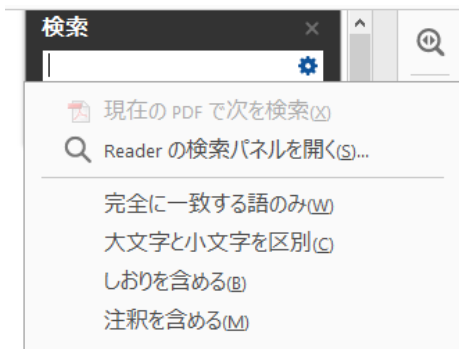 検索
現在の PDF で次を検索(X)
Reader の検索パネルを開く(S)...
完全に一致する語のみ(W)
大文字と小文字を区別(C)
しおりを含める(B)
注釈を含める(M)